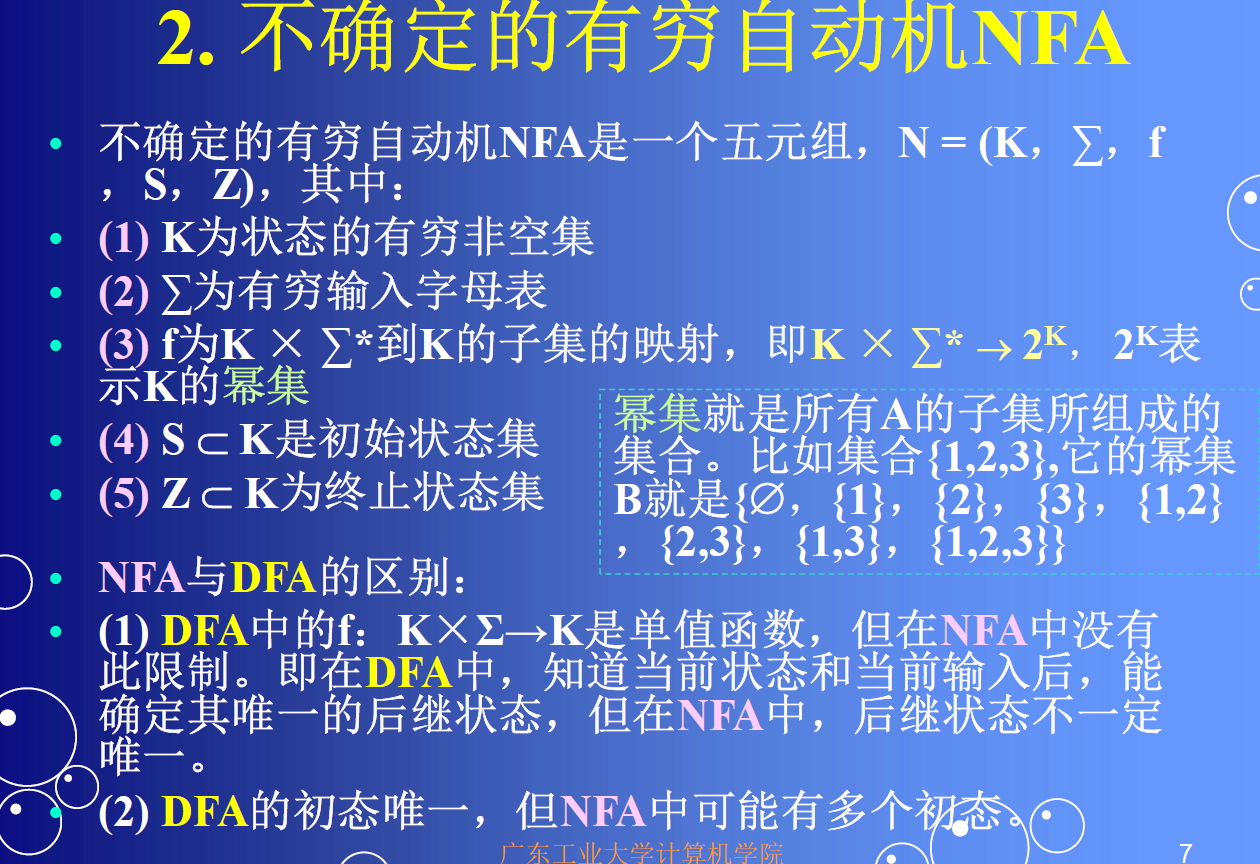 2. 不确定的有穷自动机NFA
• 不确定的有穷自动机NFA是一个五元组，N = (K，∑，f
，S，Z)，其中：
• (1) K为状态的有穷非空集
• (2) ∑为有穷输入字母表
• (3) f为K × ∑*到K的子集的映射，即K × ∑* → 2ᴷ，2ᴷ表
示K的幂集
• (4) S ⊂ K是初始状态集
• (5) Z ⊂ K为终止状态集
幂集就是所有A的子集所组成的
集合。比如集合{1,2,3},它的幂集
B就是{∅，{1}，{2}，{3}，{1,2}
，{2,3}，{1,3}，{1,2,3}}
• NFA与DFA的区别：
• (1) DFA中的f：K×Σ→K是单值函数，但在NFA中没有
此限制。即在DFA中，知道当前状态和当前输入后，能
确定其唯一的后继状态，但在NFA中，后继状态不一定
唯一。
• (2) DFA的初态唯一，但NFA中可能有多个初态。
广东工业大学计算机学院
7